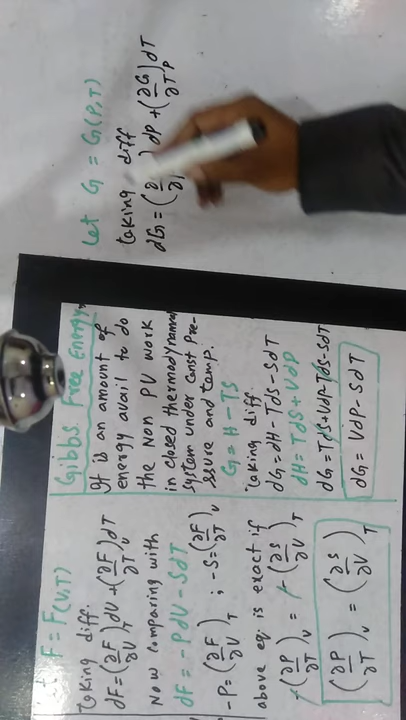 Let F = F(V,T)
Taking diff.
dF = (∂F/∂V)_T dV + (∂F/∂T)_V dT
Now comparing with
dF = -PdV - SdT
-P = (∂F/∂V)_T ; -S = (∂F/∂T)_V
above eq is exact if
-(∂P/∂T)_V = -(∂S/∂V)_T
(∂P/∂T)_V = (∂S/∂V)_T
Gibbs Free Energy
It is an amount of
energy avail to do
the Non PV work
in closed thermodynamic
system under const Pre-
ssure and temp.
G = H - TS
Taking diff.
dG = dH - TdS - SdT
dH = TdS + VdP
dG = TdS + VdP - TdS - SdT
dG = VdP - SdT
Let G = G(P,T)
taking diff
dG = (∂ ) dP + (∂G/∂T)_P dT